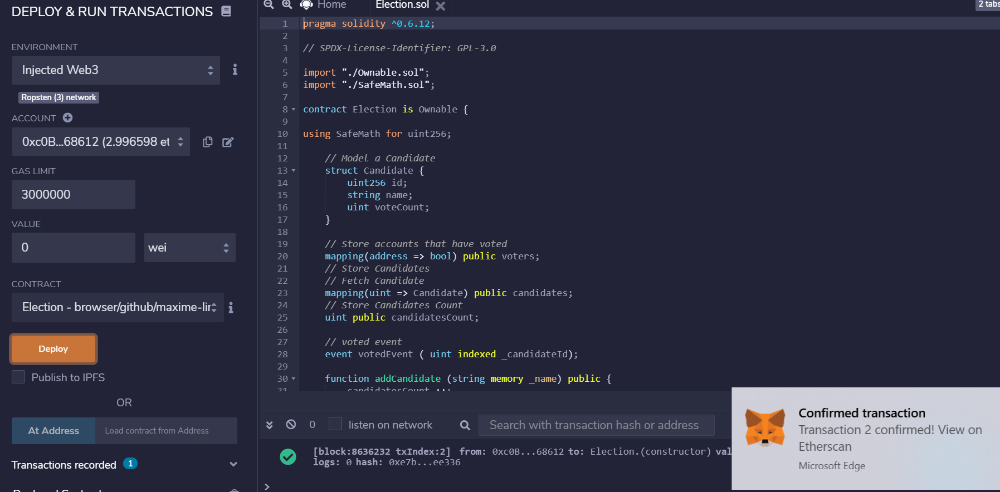 DEPLOY & RUN TRANSACTIONS
ENVIRONMENT
Injected Web3
Ropsten (3) network
ACCOUNT
0xc0B...68612 (2.996598 et
GAS LIMIT
3000000
VALUE
0
wei
CONTRACT
Election - browser/github/maxime-lir
Deploy
Publish to IPFS
OR
At Address
Load contract from Address
Transactions recorded 1
Home
Election.sol
2 tabs
1 pragma solidity ^0.6.12;
2
3 // SPDX-License-Identifier: GPL-3.0
4
5 import "./Ownable.sol";
6 import "./SafeMath.sol";
7
8 contract Election is Ownable {
9
10 using SafeMath for uint256;
11
12 // Model a Candidate
13 struct Candidate {
14 uint256 id;
15 string name;
16 uint voteCount;
17 }
18
19 // Store accounts that have voted
20 mapping(address => bool) public voters;
21 // Store Candidates
22 // Fetch Candidate
23 mapping(uint => Candidate) public candidates;
24 // Store Candidates Count
25 uint public candidatesCount;
26
27 // voted event
28 event votedEvent ( uint indexed _candidateId);
29
30 function addCandidate (string memory _name) public {
31 candidatesCount ++;
0
listen on network
Search with transaction hash or address
[block:8636232 txIndex:2] from: 0xc0B...68612 to: Election.(constructor) val
logs: 0 hash: 0xe7b...ee336
>
Confirmed transaction
Transaction 2 confirmed! View on
Etherscan
Microsoft Edge